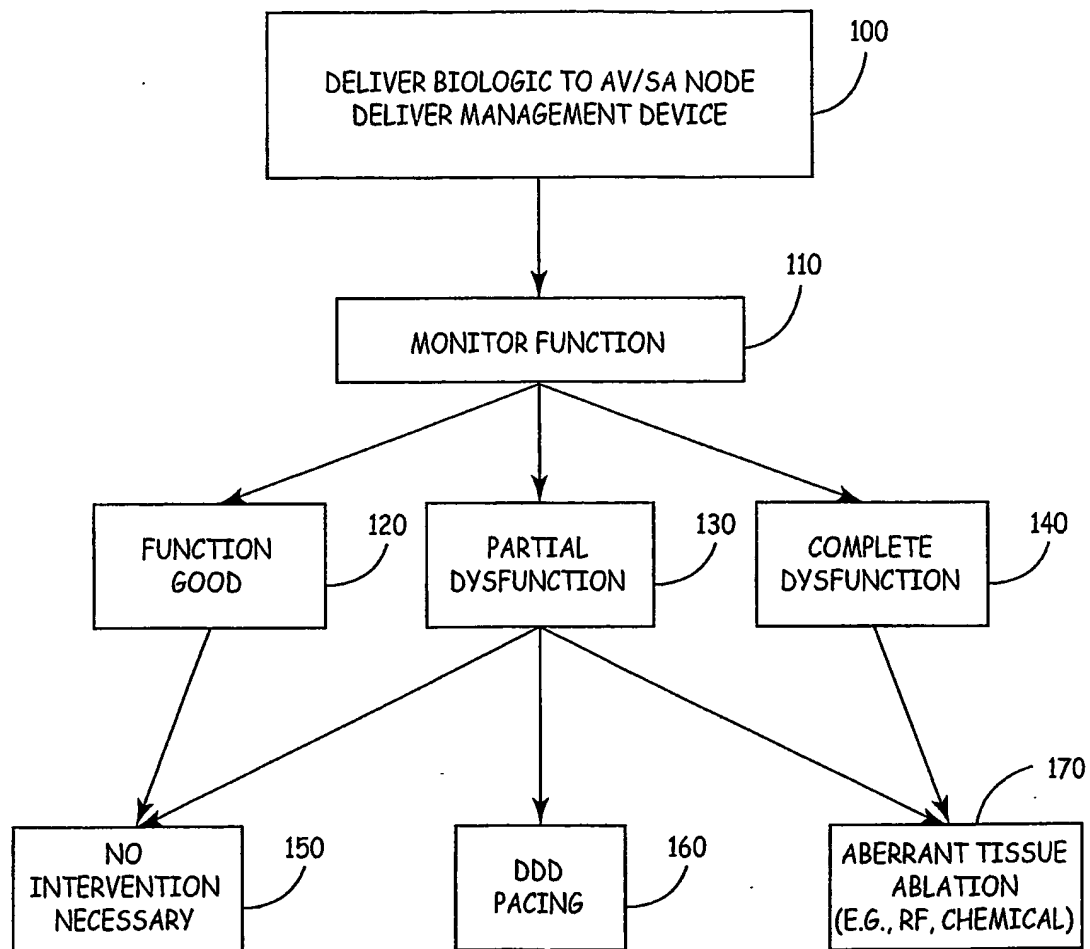 100
DELIVER BIOLOGIC TO AV/SA NODE
DELIVER MANAGEMENT DEVICE
110
MONITOR FUNCTION
120
FUNCTION
GOOD
130
PARTIAL
DYSFUNCTION
140
COMPLETE
DYSFUNCTION
150
NO
INTERVENTION
NECESSARY
160
DDD
PACING
170
ABERRANT TISSUE
ABLATION
(E.G., RF, CHEMICAL)